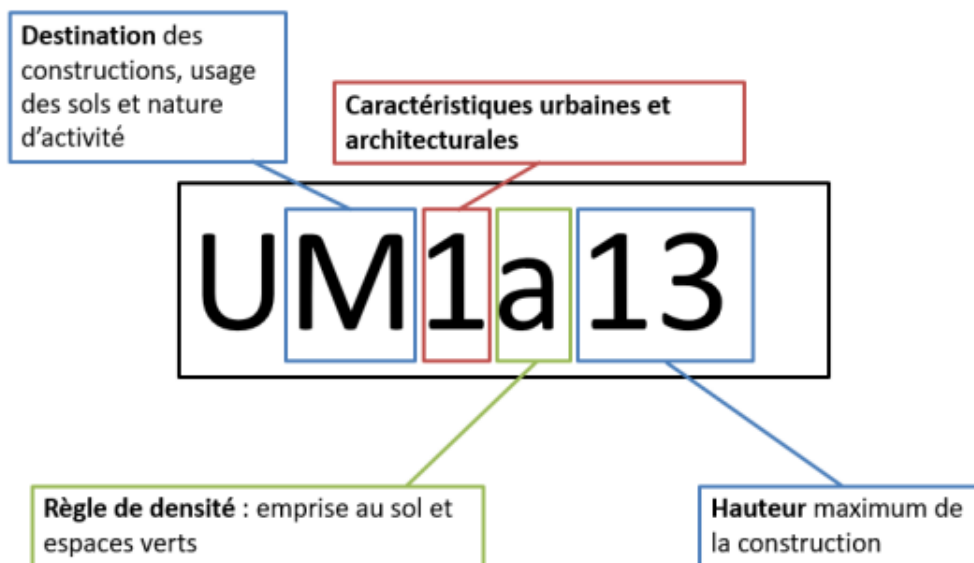 Destination des
constructions, usage
des sols et nature
d’activité
Caractéristiques urbaines et
architecturales
UM1a13
Règle de densité : emprise au sol et
espaces verts
Hauteur maximum de
la construction